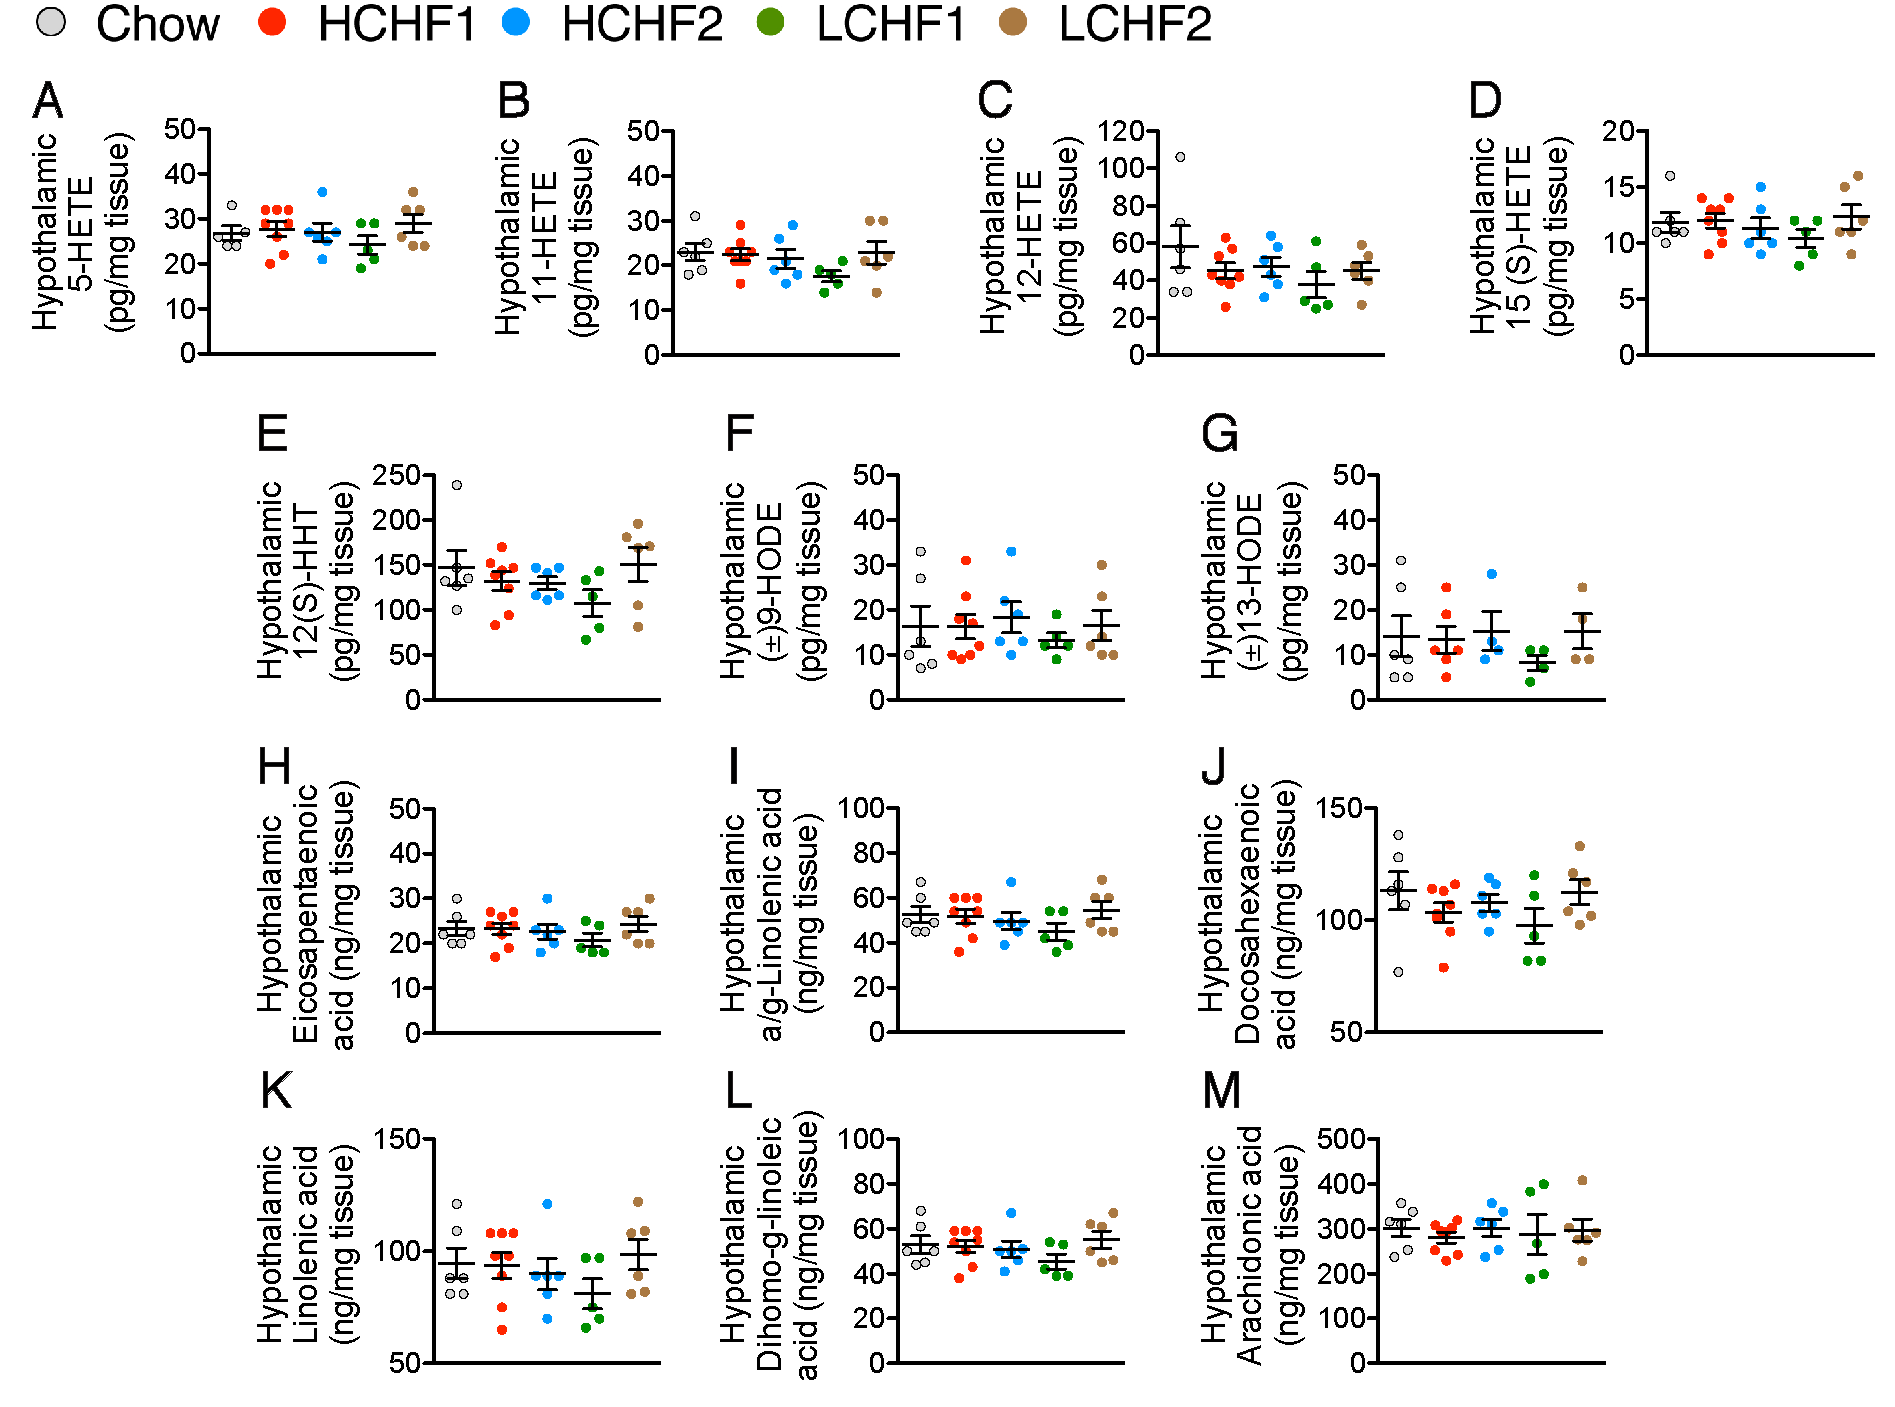 Chow HCHF1 HCHF2 LCHF1 LCHF2
A
Hypothalamic
5-HETE
(pg/mg tissue)
50
40
30
20
10
0
B
Hypothalamic
11-HETE
(pg/mg tissue)
50
40
30
20
10
0
C
Hypothalamic
12-HETE
(pg/mg tissue)
120
100
80
60
40
20
0
D
Hypothalamic
15 (S)-HETE
(pg/mg tissue)
20
15
10
5
0
E
Hypothalamic
12(S)-HHT
(pg/mg tissue)
250
200
150
100
50
0
F
Hypothalamic
(±)9-HODE
(pg/mg tissue)
50
40
30
20
10
0
G
Hypothalamic
(±)13-HODE
(pg/mg tissue)
50
40
30
20
10
0
H
Hypothalamic
Eicosapentaenoic
acid (ng/mg tissue)
50
40
30
20
10
0
I
Hypothalamic
a/g-Linolenic acid
(ng/mg tissue)
100
80
60
40
20
0
J
Hypothalamic
Docosahexaenoic
acid (ng/mg tissue)
150
100
50
K
Hypothalamic
Linolenic acid
(ng/mg tissue)
150
100
50
L
Hypothalamic
Dihomo-g-linoleic
acid (ng/mg tissue)
100
80
60
40
20
0
M
Hypothalamic
Arachidonic acid
(ng/mg tissue)
500
400
300
200
100
0